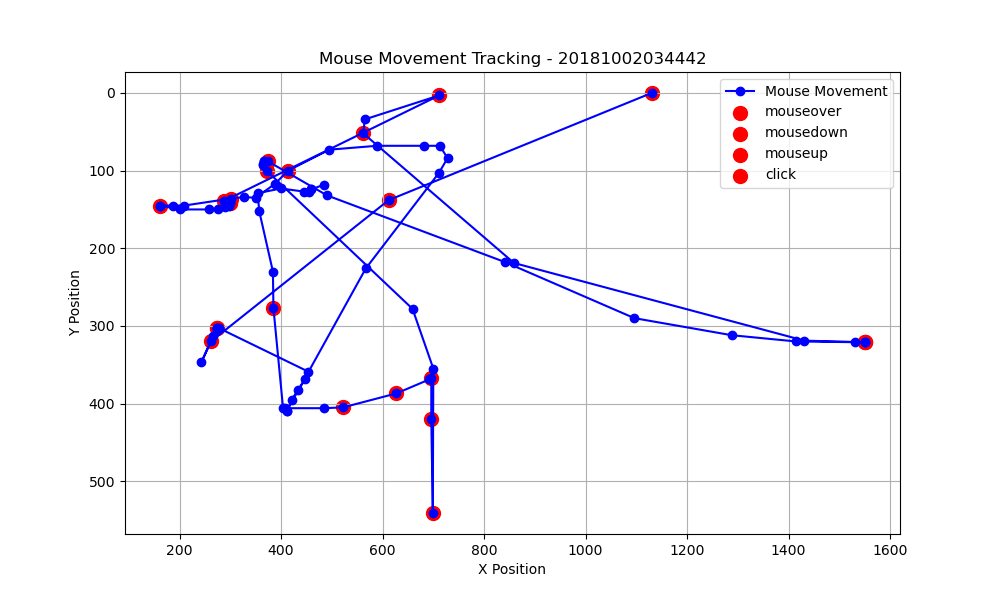 Mouse Movement Tracking - 20181002034442
Mouse Movement
mouseover
mousedown
mouseup
click
0
100
200
300
400
500
Y Position
200
400
600
800
1000
1200
1400
1600
X Position